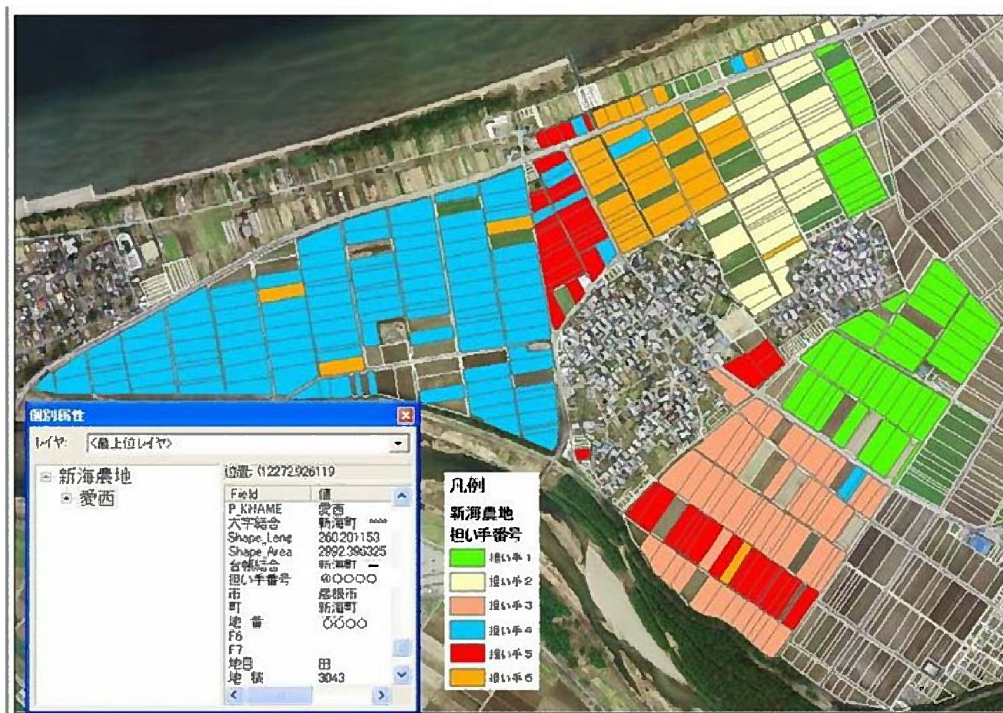 個別属性
レイヤ: <最上位レイヤ>
新海農地
愛西
位置: (12272.926119
Field 値
P_KNAME 愛西
大字結合 新海町
Shape_Leng 260.201153
Shape_Area 2992.396325
台帳結合 新海町
担い手番号 ○○○○
市 彦根市
町 新海町
地 番 ○○○○
F6
F7
地目 田
地 積 3043
凡例
新海農地
担い手番号
担い手1
担い手2
担い手3
担い手4
担い手5
担い手6